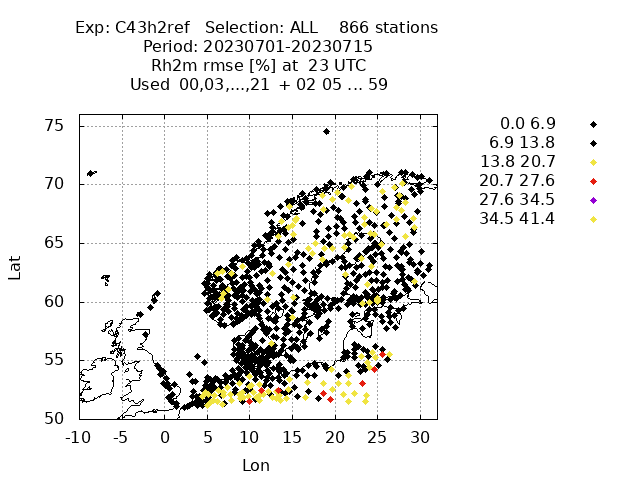 Exp: C43h2ref   Selection: ALL    866 stations
Period: 20230701-20230715
Rh2m rmse [%] at  23 UTC
Used  00,03,...,21 + 02 05 ... 59
75
70
65
60
55
50
-10 -5 0 5 10 15 20 25 30
Lat
Lon
0.0 6.9
6.9 13.8
13.8 20.7
20.7 27.6
27.6 34.5
34.5 41.4